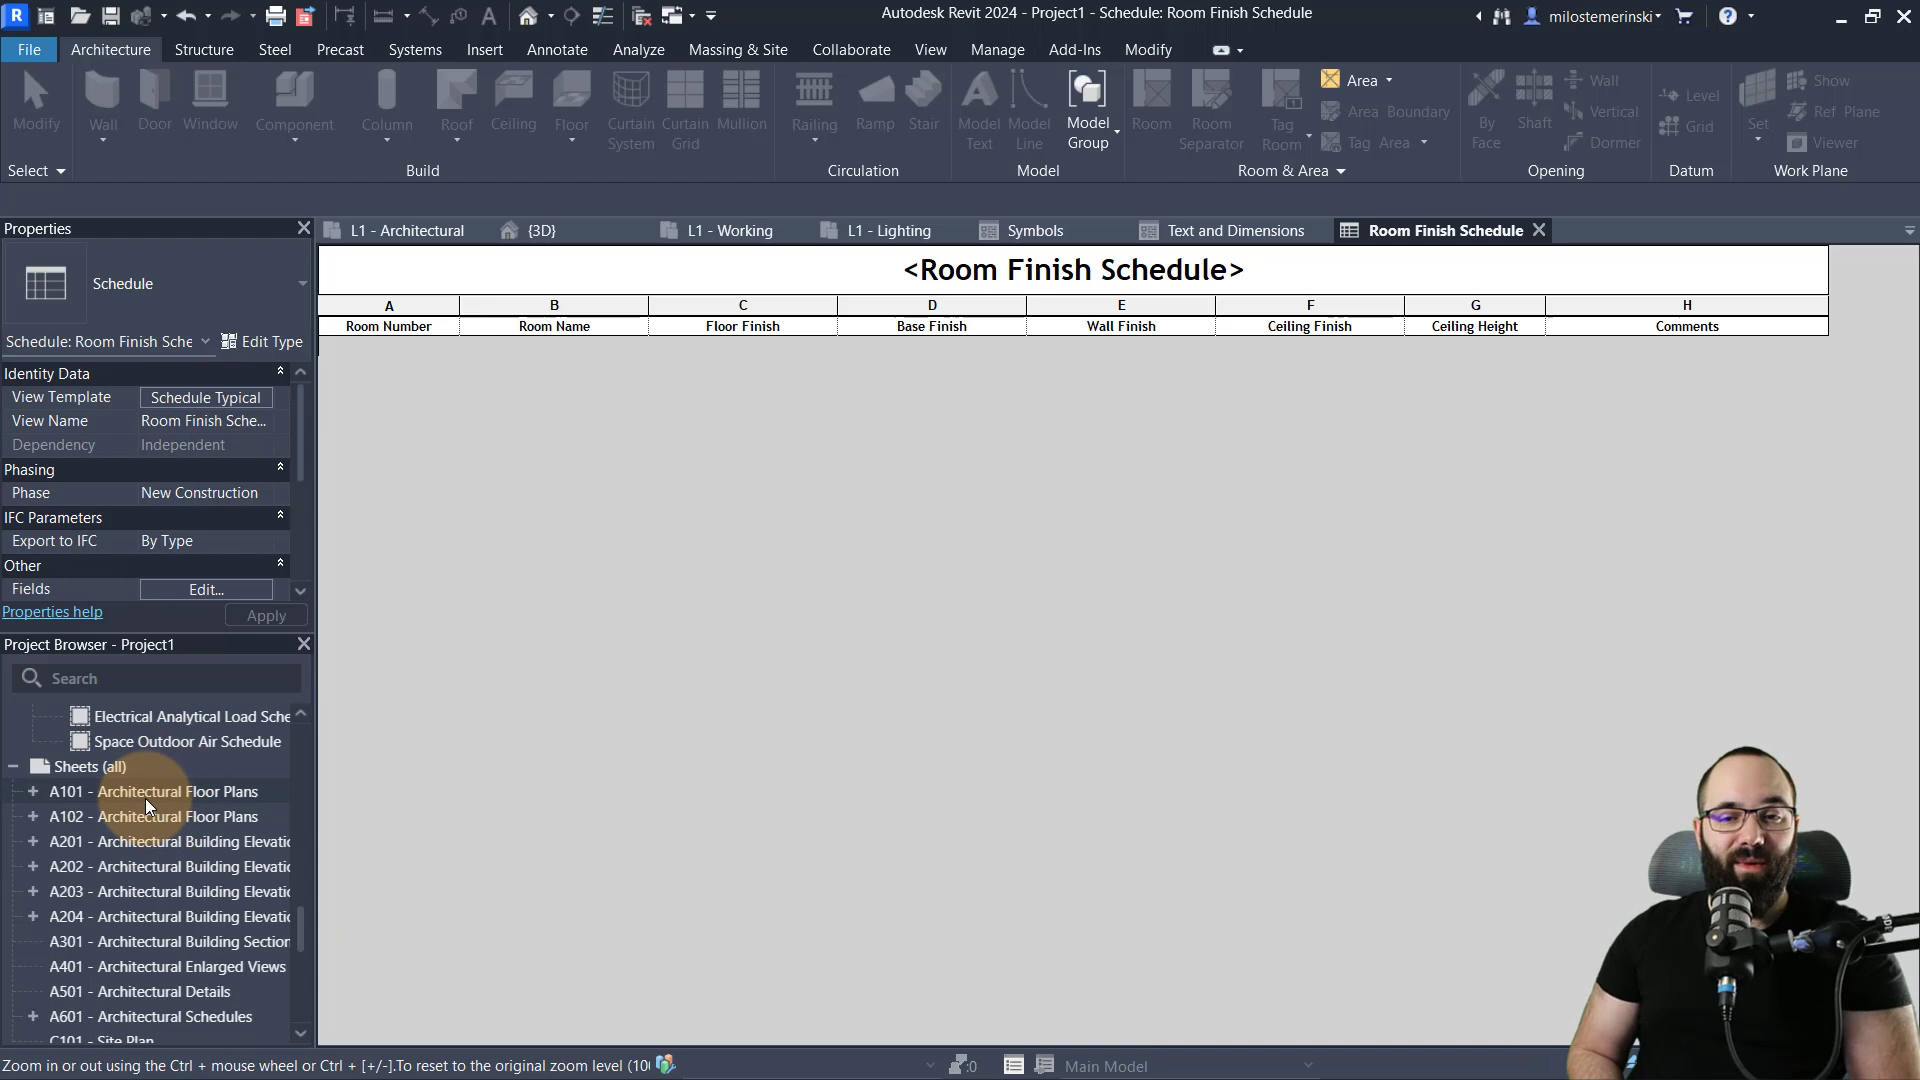 Autodesk Revit 2024 - Project1 - Schedule: Room Finish Schedule
milostemerinski
File Architecture Structure Steel Precast Systems Insert Annotate Analyze Massing & Site Collaborate View Manage Add-Ins Modify
Modify
Wall
Door
Window
Component
Column
Roof
Ceiling
Floor
Curtain System
Curtain Grid
Mullion
Railing
Ramp
Stair
Model Text
Model Line
Model Group
Room
Room Separator
Tag Room
Area
Area Boundary
Tag Area
By Face
Shaft
Wall
Vertical
Dormer
Level
Grid
Set
Show
Ref Plane
Viewer
Select
Build
Circulation
Model
Room & Area
Opening
Datum
Work Plane
Properties
Schedule
Schedule: Room Finish Sche
Edit Type
Identity Data
View Template Schedule Typical
View Name Room Finish Sche...
Dependency Independent
Phasing
Phase New Construction
IFC Parameters
Export to IFC By Type
Other
Fields Edit...
Properties help
Apply
L1 - Architectural
{3D}
L1 - Working
L1 - Lighting
Symbols
Text and Dimensions
Room Finish Schedule
<Room Finish Schedule>
A B C D E F G H
Room Number Room Name Floor Finish Base Finish Wall Finish Ceiling Finish Ceiling Height Comments
Project Browser - Project1
Search
Electrical Analytical Load Sche
Space Outdoor Air Schedule
Sheets (all)
A101 - Architectural Floor Plans
A102 - Architectural Floor Plans
A201 - Architectural Building Elevatio
A202 - Architectural Building Elevatio
A203 - Architectural Building Elevatio
A204 - Architectural Building Elevatio
A301 - Architectural Building Section
A401 - Architectural Enlarged Views
A501 - Architectural Details
A601 - Architectural Schedules
C101 - Site Plan
Zoom in or out using the Ctrl + mouse wheel or Ctrl + [+/-].To reset to the original zoom level (10
:0
Main Model